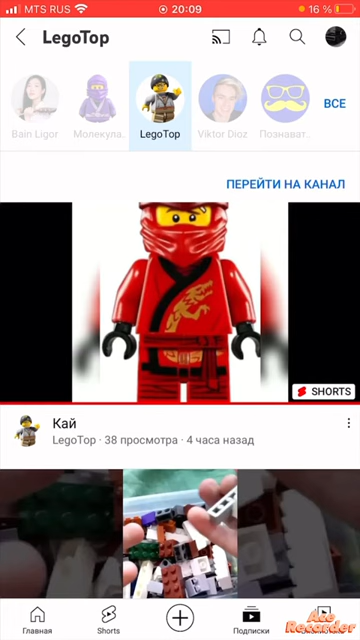 MTS RUS
20:09
16 %
LegoTop
Bain Ligor
Молекула..
LegoTop
Viktor Dioz
Познават..
ВСЕ
ПЕРЕЙТИ НА КАНАЛ
SHORTS
Кай
LegoTop · 38 просмотра · 4 часа назад
Главная
Shorts
Подписки
Ace
Recorder